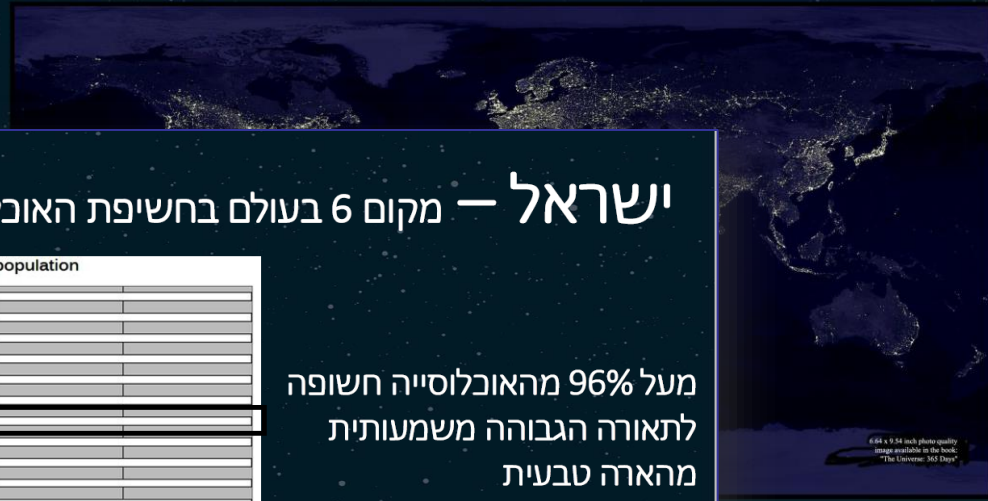 ישראל – מקום 6 בעולם בחשיפת
population
מעל 96% מהאוכלוסייה חשופה
לתאורה הגבוהה משמעותית
מהארה טבעית
6.64 x 9.54 inch photo quality
image available in the book:
"The Universe: 365 Days"